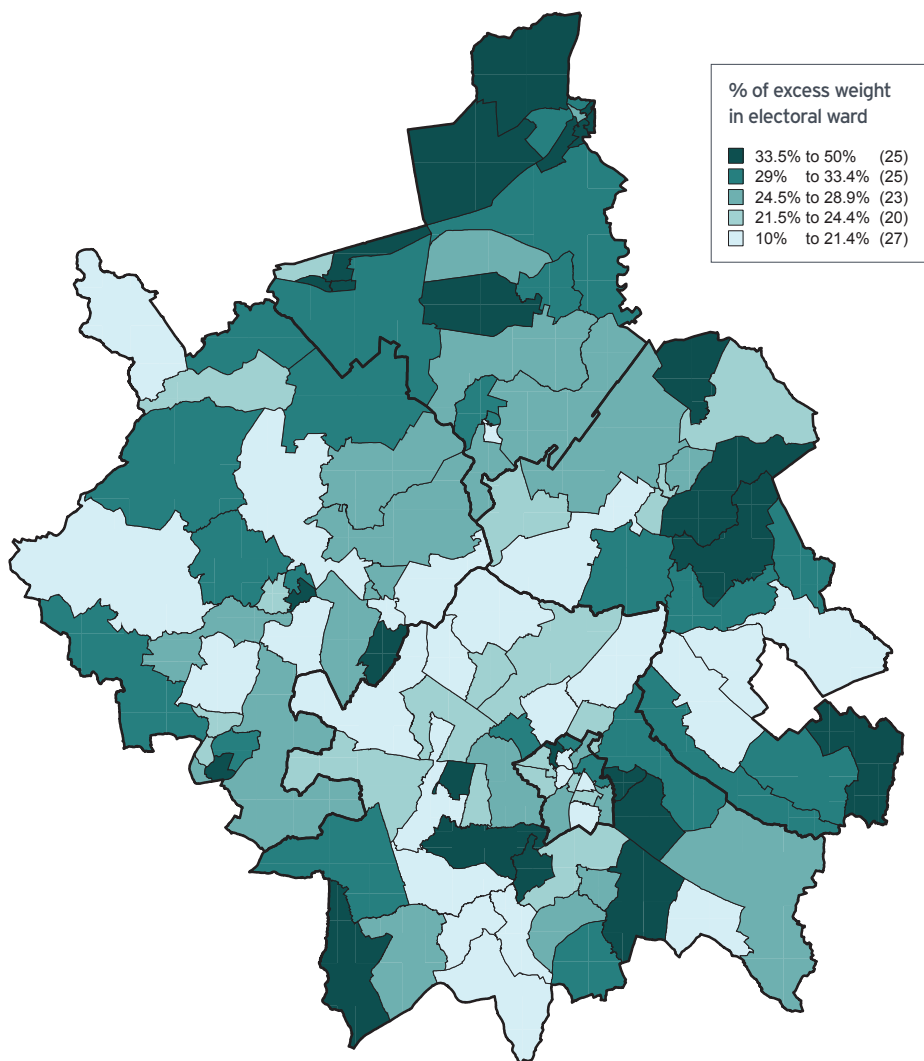 % of excess weight
in electoral ward
33.5% to 50% (25)
29% to 33.4% (25)
24.5% to 28.9% (23)
21.5% to 24.4% (20)
10% to 21.4% (27)